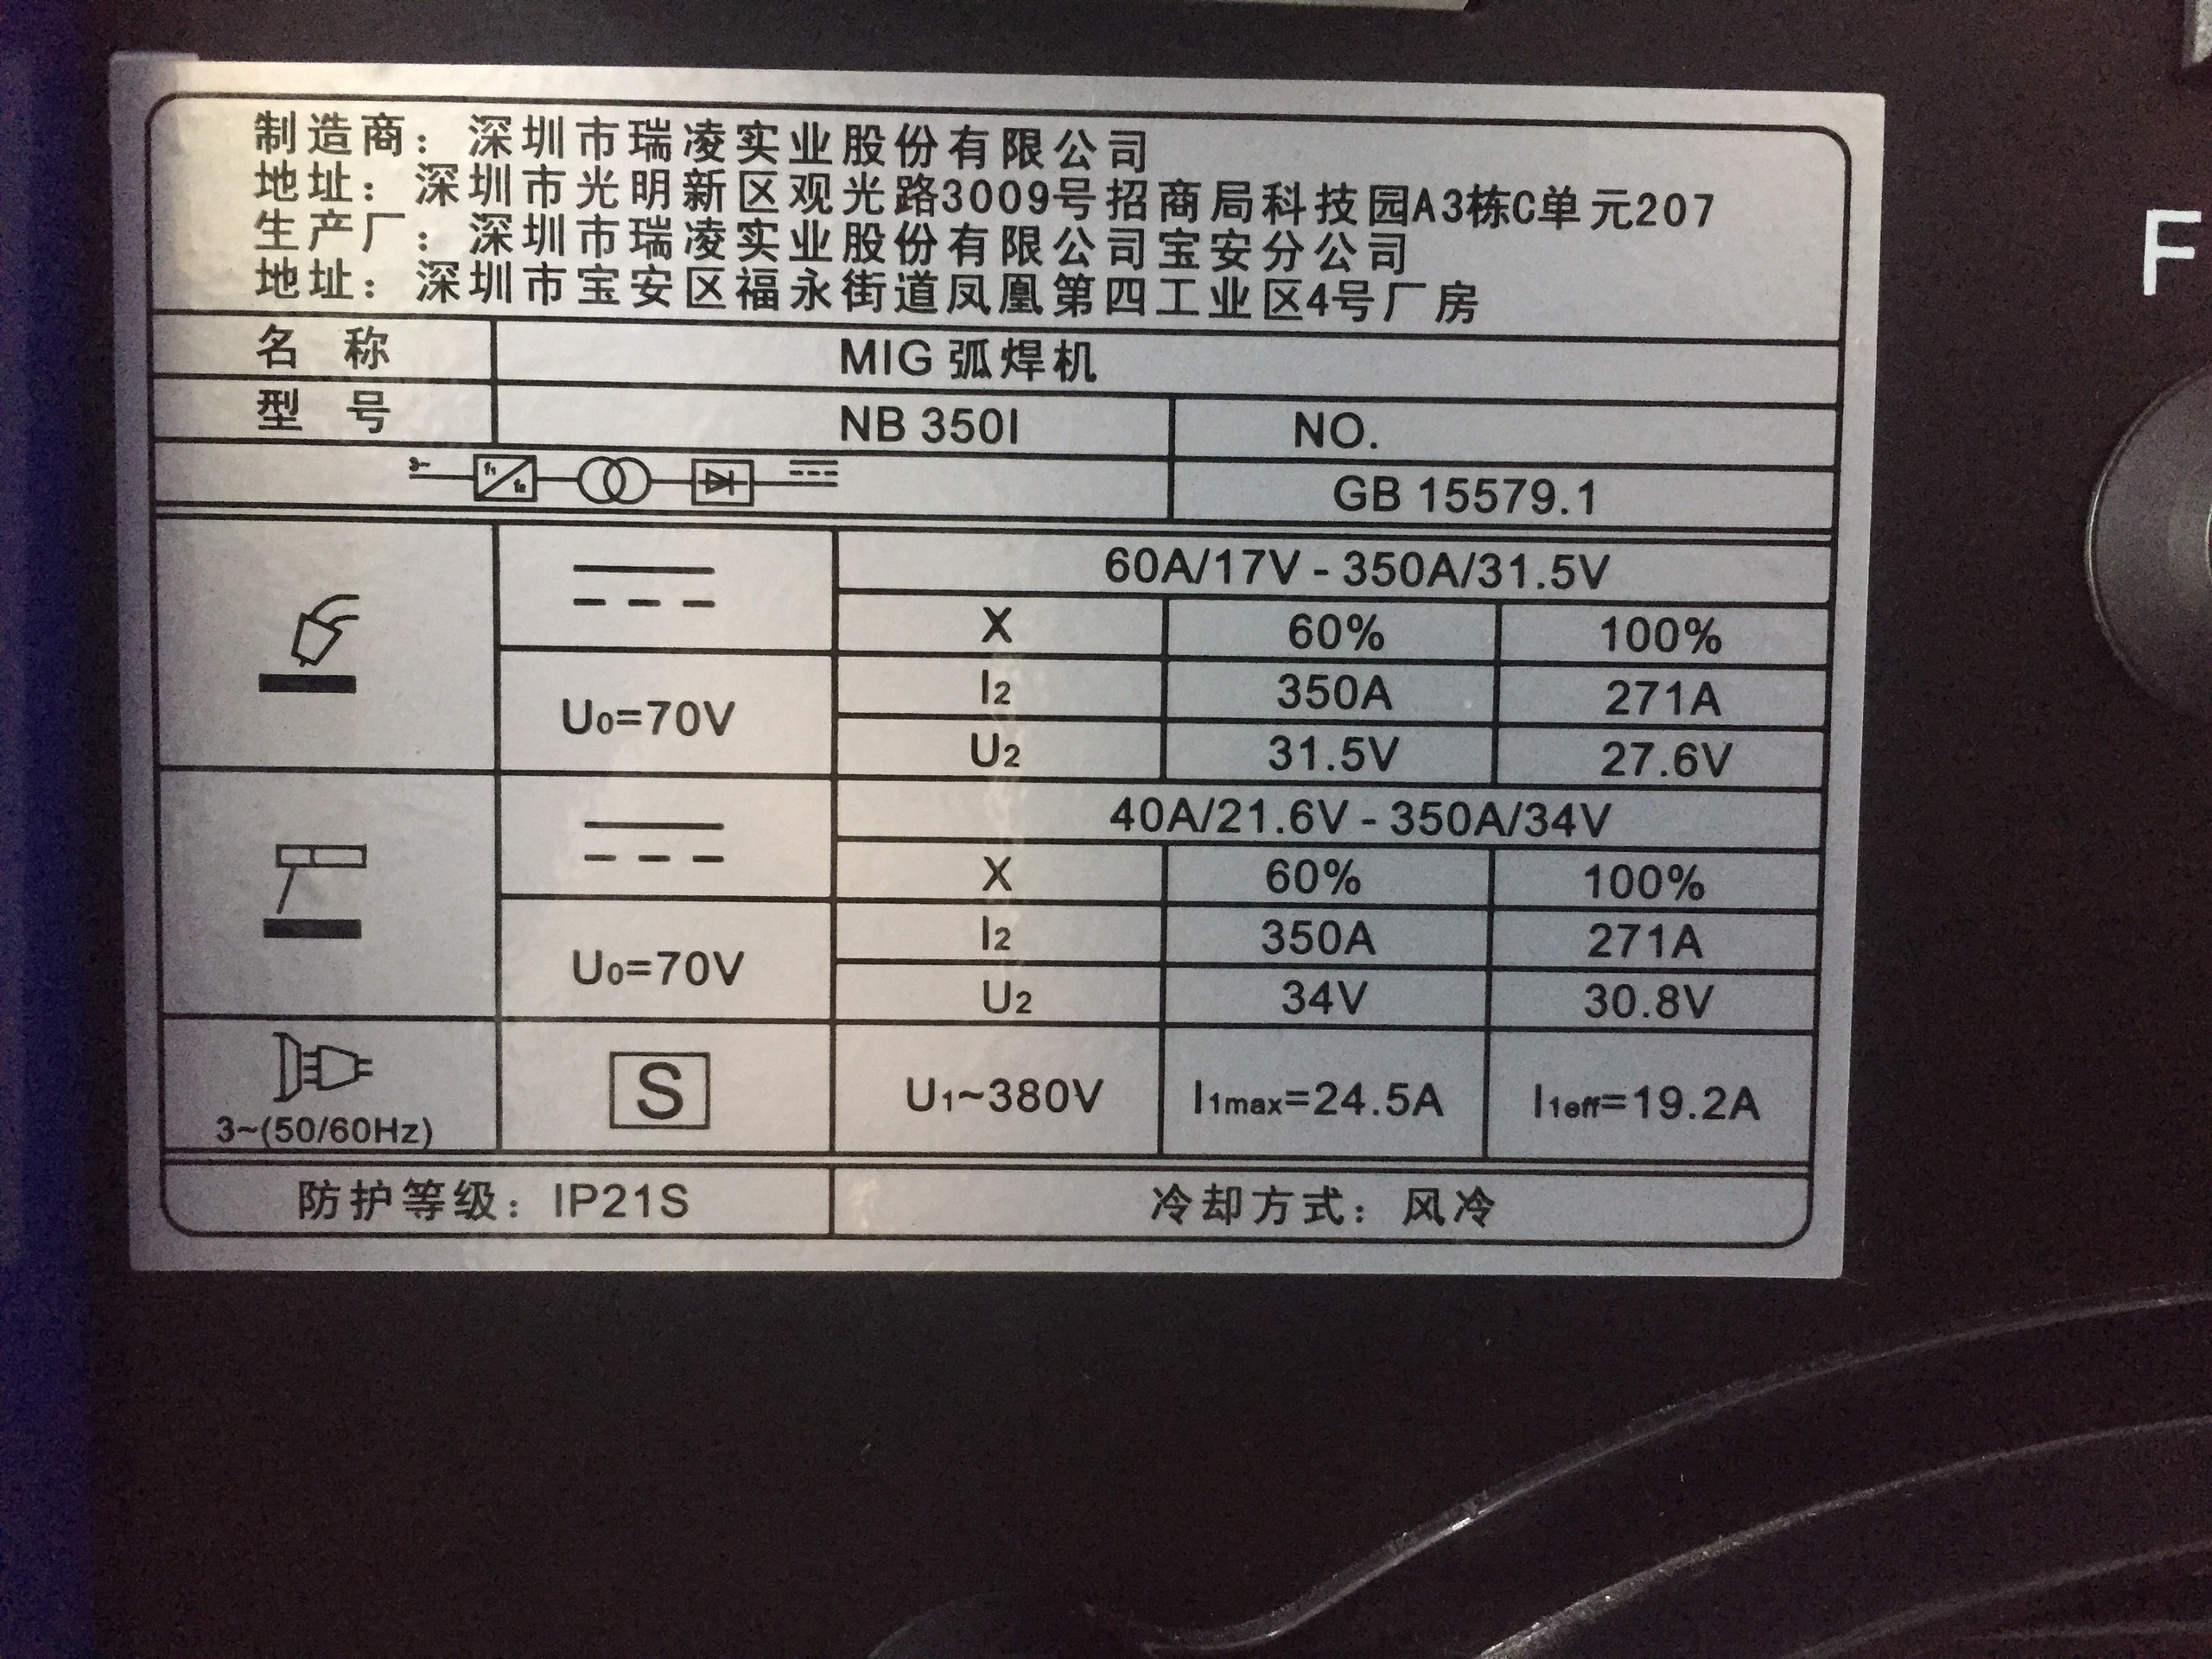 制造商：深圳市瑞凌实业股份有限公司
地址：深圳市光明新区观光路3009号招商局科技园A3栋C单元207
生产厂：深圳市瑞凌实业股份有限公司宝安分公司
地址：深圳市宝安区福永街道凤凰第四工业区4号厂房
名 称 MIG 弧焊机
型 号 NB 350I NO.
3~ f₁ f₂ GB 15579.1
60A/17V - 350A/31.5V
X 60% 100%
U₀=70V I₂ 350A 271A
U₂ 31.5V 27.6V
40A/21.6V - 350A/34V
X 60% 100%
U₀=70V I₂ 350A 271A
U₂ 34V 30.8V
3~(50/60Hz) S U₁~380V I₁max=24.5A I₁eff=19.2A
防护等级：IP21S 冷却方式：风冷
F